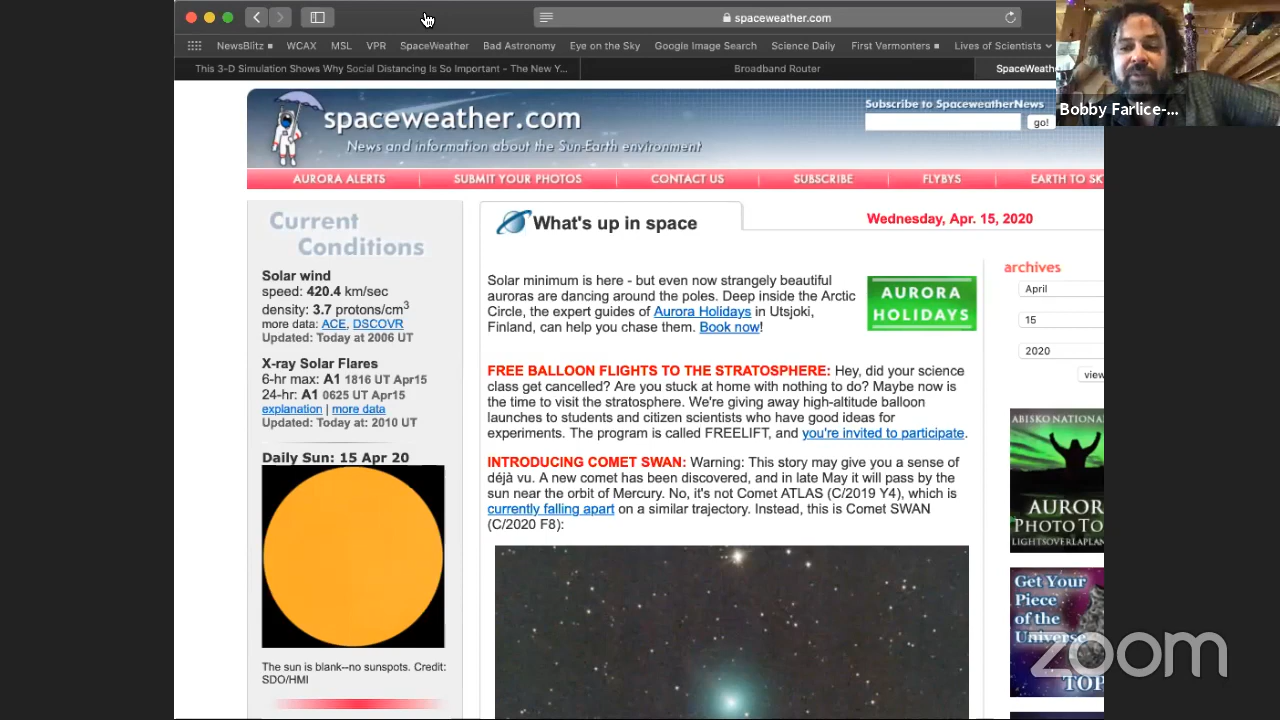 spaceweather.com
NewsBlitz WCAX MSL VPR SpaceWeather Bad Astronomy Eye on the Sky Google Image Search Science Daily First Vermonters Lives of Scientists
This 3-D Simulation Shows Why Social Distancing Is So Important - The New Y...
Broadband Router
SpaceWeath
Bobby Farlice-...
spaceweather.com
News and information about the Sun-Earth environment
Subscribe to SpaceweatherNews
go!
AURORA ALERTS SUBMIT YOUR PHOTOS CONTACT US SUBSCRIBE FLYBYS EARTH TO SK
Current
Conditions
Solar wind
speed: 420.4 km/sec
density: 3.7 protons/cm3
more data: ACE, DSCOVR
Updated: Today at 2006 UT
X-ray Solar Flares
6-hr max: A1 1816 UT Apr15
24-hr: A1 0625 UT Apr15
explanation | more data
Updated: Today at: 2010 UT
Daily Sun: 15 Apr 20
The sun is blank--no sunspots. Credit:
SDO/HMI
What's up in space
Wednesday, Apr. 15, 2020
Solar minimum is here - but even now strangely beautiful
auroras are dancing around the poles. Deep inside the Arctic
Circle, the expert guides of Aurora Holidays in Utsjoki,
Finland, can help you chase them. Book now!
AURORA
HOLIDAYS
FREE BALLOON FLIGHTS TO THE STRATOSPHERE: Hey, did your science
class get cancelled? Are you stuck at home with nothing to do? Maybe now is
the time to visit the stratosphere. We're giving away high-altitude balloon
launches to students and citizen scientists who have good ideas for
experiments. The program is called FREELIFT, and you're invited to participate.
INTRODUCING COMET SWAN: Warning: This story may give you a sense of
déjà vu. A new comet has been discovered, and in late May it will pass by the
sun near the orbit of Mercury. No, it's not Comet ATLAS (C/2019 Y4), which is
currently falling apart on a similar trajectory. Instead, this is Comet SWAN
(C/2020 F8):
archives
April
15
2020
view
ABISKO NATIONA
AURO
PHOTO TO
LIGHTSOVERLAPLAN
Get Your
Piece
of the
Universe
TOP
zoom